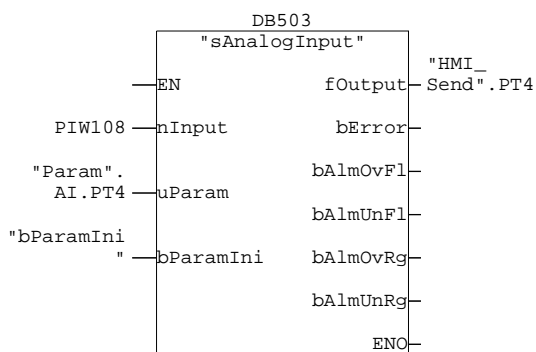 DB503
"sAnalogInput"
EN
fOutput
"HMI_
Send".PT4
PIW108
nInput
bError
"Param".
AI.PT4
uParam
bAlmOvFl
bAlmUnFl
"bParamIni
"
bParamIni
bAlmOvRg
bAlmUnRg
ENO